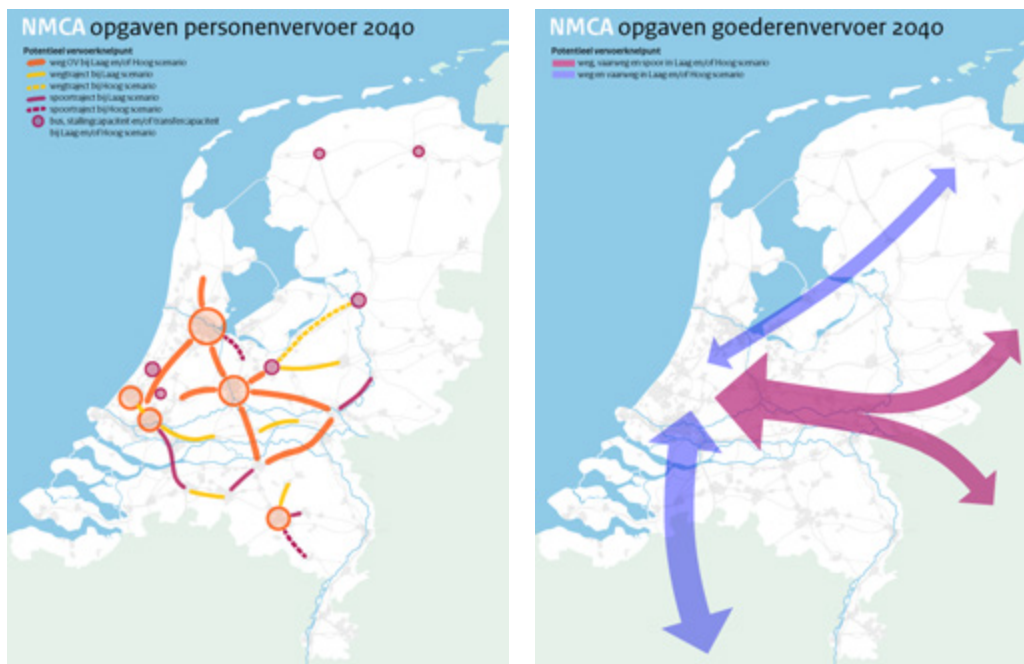 NMCA opgaven personenvervoer 2040
Potentieel vervoerknelpunt
weg OV bij Laag en/of Hoog scenario
wegtraject bij Laag scenario
wegtraject bij Hoog scenario
spoortraject bij Laag scenario
spoortraject bij Hoog scenario
bus, stallingcapaciteit en/of transfercapaciteit
bij Laag en/of Hoog scenario
NMCA opgaven goederenvervoer 2040
Potentieel vervoerknelpunt
weg, vaarweg en spoor in Laag en/of Hoog scenario
weg en vaarweg in Laag en/of Hoog scenario